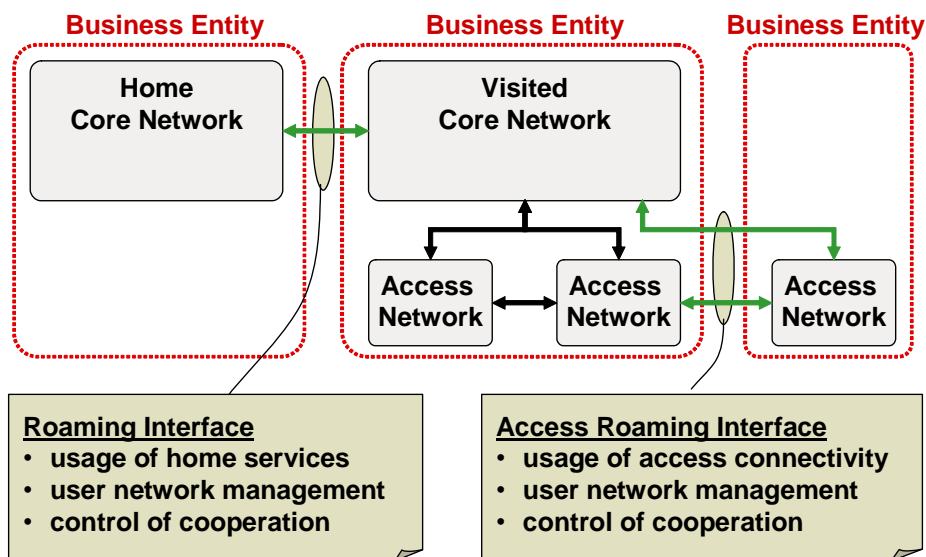 Business Entity
Business Entity
Business Entity
Home
Core Network
Visited
Core Network
Access
Network
Access
Network
Access
Network
Roaming Interface
• usage of home services
• user network management
• control of cooperation
Access Roaming Interface
• usage of access connectivity
• user network management
• control of cooperation